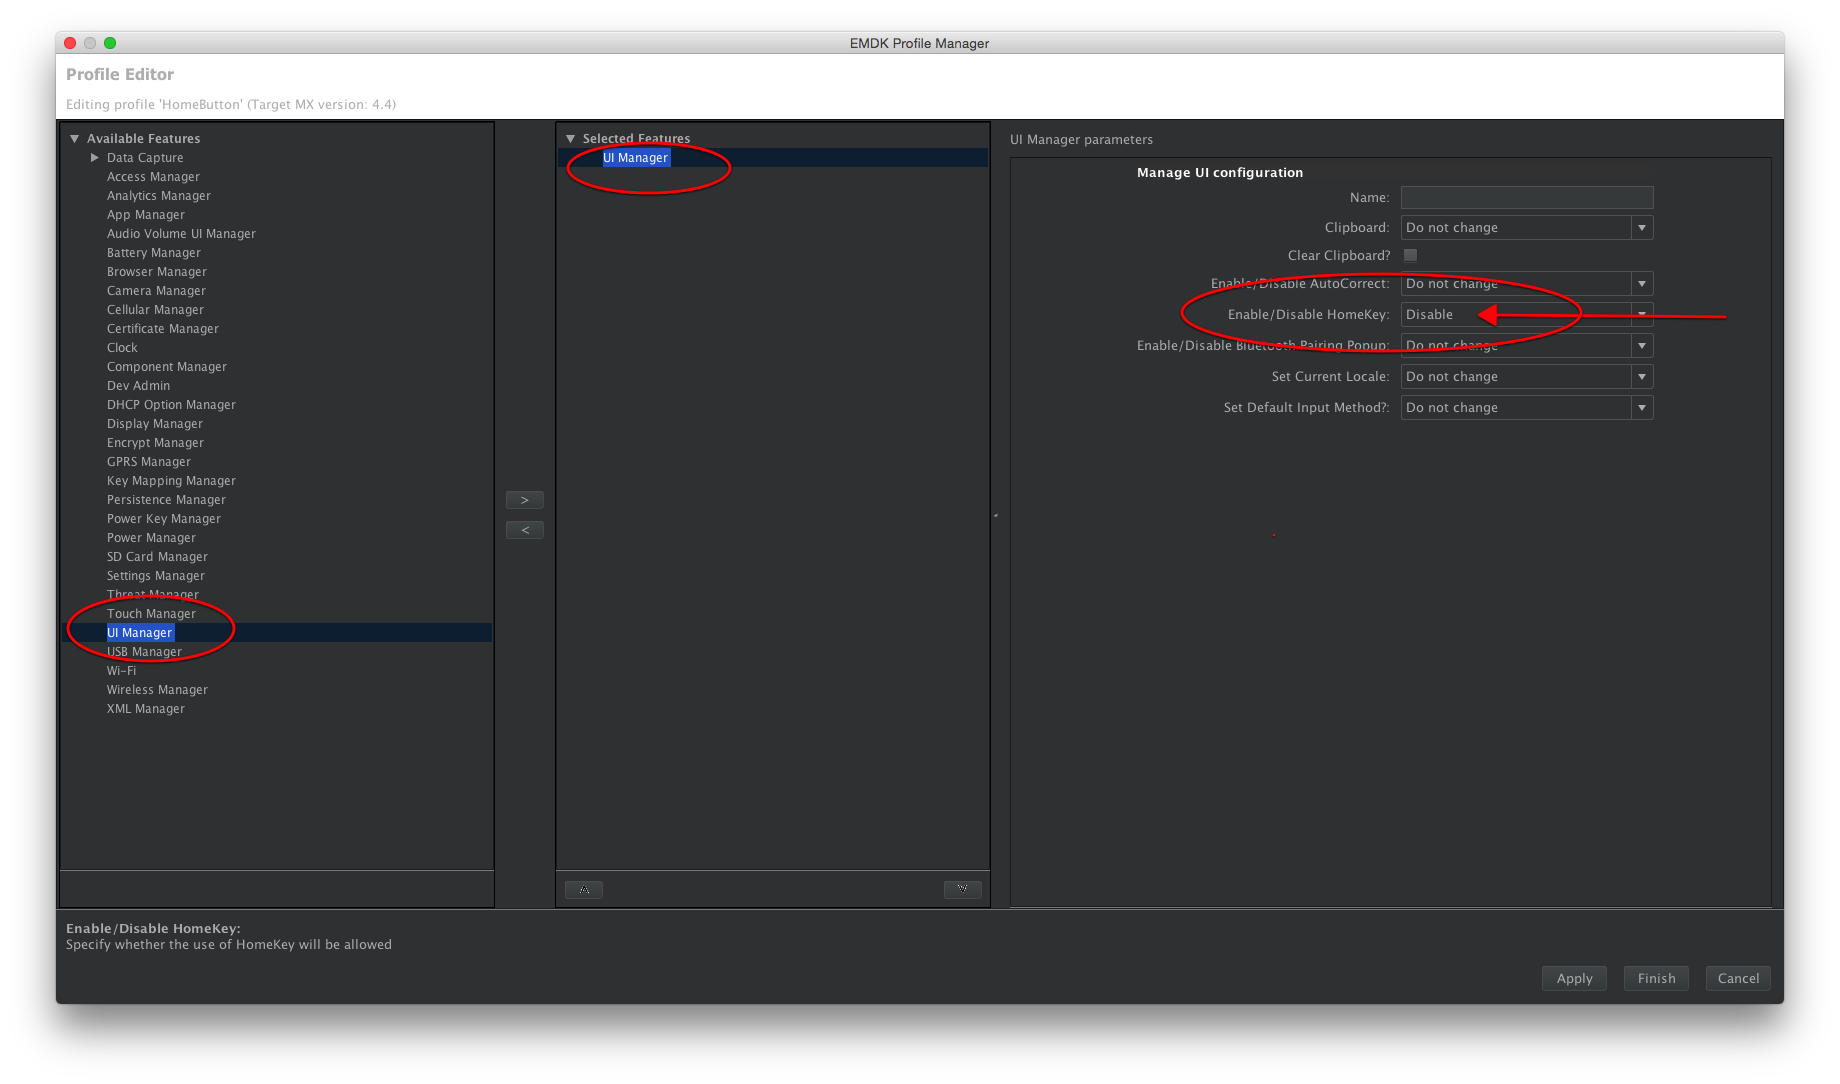 EMDK Profile Manager
Profile Editor
Editing profile 'HomeButton' (Target MX version: 4.4)
Available Features
Data Capture
Access Manager
Analytics Manager
App Manager
Audio Volume UI Manager
Battery Manager
Browser Manager
Camera Manager
Cellular Manager
Certificate Manager
Clock
Component Manager
Dev Admin
DHCP Option Manager
Display Manager
Encrypt Manager
GPRS Manager
Key Mapping Manager
Persistence Manager
Power Key Manager
Power Manager
SD Card Manager
Settings Manager
Threat Manager
Touch Manager
UI Manager
USB Manager
Wi-Fi
Wireless Manager
XML Manager
>
<
Selected Features
UI Manager
UI Manager parameters
Manage UI configuration
Name:
Clipboard: Do not change
Clear Clipboard?
Enable/Disable AutoCorrect: Do not change
Enable/Disable HomeKey: Disable
Enable/Disable Bluetooth Pairing Popup: Do not change
Set Current Locale: Do not change
Set Default Input Method?: Do not change
Enable/Disable HomeKey:
Specify whether the use of HomeKey will be allowed
Apply Finish Cancel